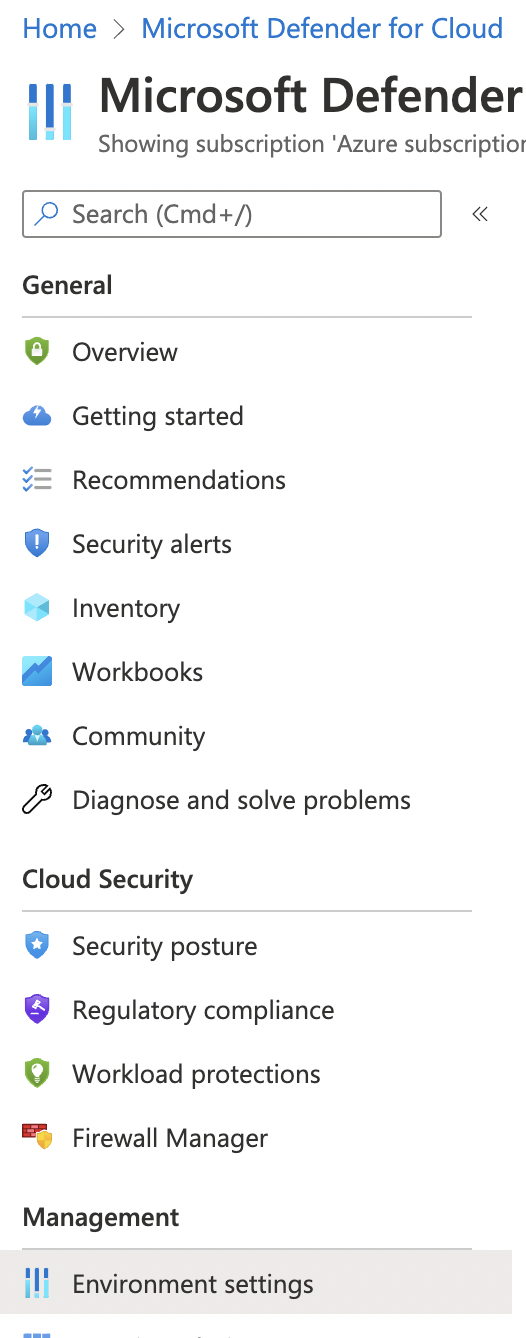 Home > Microsoft Defender for Cloud
Microsoft Defender
Showing subscription 'Azure subscription
Search (Cmd+/) «
General
Overview
Getting started
Recommendations
Security alerts
Inventory
Workbooks
Community
Diagnose and solve problems
Cloud Security
Security posture
Regulatory compliance
Workload protections
Firewall Manager
Management
Environment settings